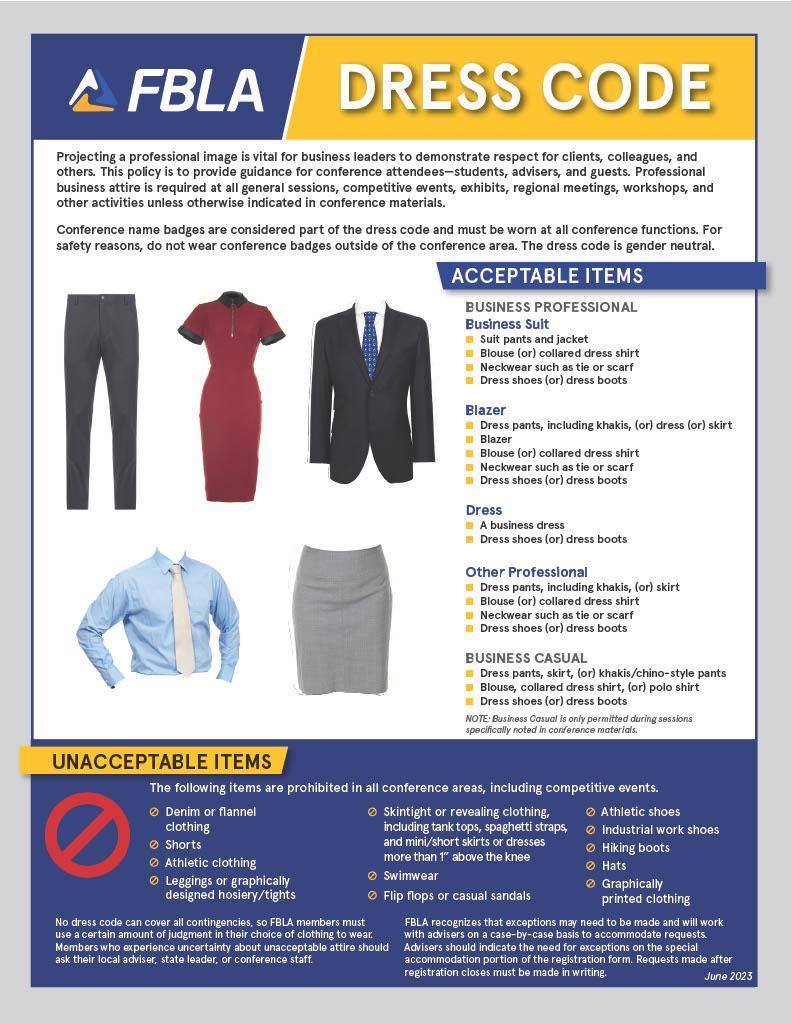 FBLA
DRESS CODE
Projecting a professional image is vital for business leaders to demonstrate respect for clients, colleagues, and
others. This policy is to provide guidance for conference attendees—students, advisers, and guests. Professional
business attire is required at all general sessions, competitive events, exhibits, regional meetings, workshops, and
other activities unless otherwise indicated in conference materials.
Conference name badges are considered part of the dress code and must be worn at all conference functions. For
safety reasons, do not wear conference badges outside of the conference area. The dress code is gender neutral.
ACCEPTABLE ITEMS
BUSINESS PROFESSIONAL
Business Suit
Suit pants and jacket
Blouse (or) collared dress shirt
Neckwear such as tie or scarf
Dress shoes (or) dress boots
Blazer
Dress pants, including khakis, (or) dress (or) skirt
Blazer
Blouse (or) collared dress shirt
Neckwear such as tie or scarf
Dress shoes (or) dress boots
Dress
A business dress
Dress shoes (or) dress boots
Other Professional
Dress pants, including khakis, (or) skirt
Blouse (or) collared dress shirt
Neckwear such as tie or scarf
Dress shoes (or) dress boots
BUSINESS CASUAL
Dress pants, skirt, (or) khakis/chino-style pants
Blouse, collared dress shirt, (or) polo shirt
Dress shoes (or) dress boots
NOTE: Business Casual is only permitted during sessions
specifically noted in conference materials.
UNACCEPTABLE ITEMS
The following items are prohibited in all conference areas, including competitive events.
Denim or flannel
clothing
Shorts
Athletic clothing
Leggings or graphically
designed hosiery/tights
Skintight or revealing clothing,
including tank tops, spaghetti straps,
and mini/short skirts or dresses
more than 1” above the knee
Swimwear
Flip flops or casual sandals
Athletic shoes
Industrial work shoes
Hiking boots
Hats
Graphically
printed clothing
No dress code can cover all contingencies, so FBLA members must
use a certain amount of judgment in their choice of clothing to wear.
Members who experience uncertainty about unacceptable attire should
ask their local adviser, state leader, or conference staff.
FBLA recognizes that exceptions may need to be made and will work
with advisers on a case-by-case basis to accommodate requests.
Advisers should indicate the need for exceptions on the special
accommodation portion of the registration form. Requests made after
registration closes must be made in writing.
June 2023